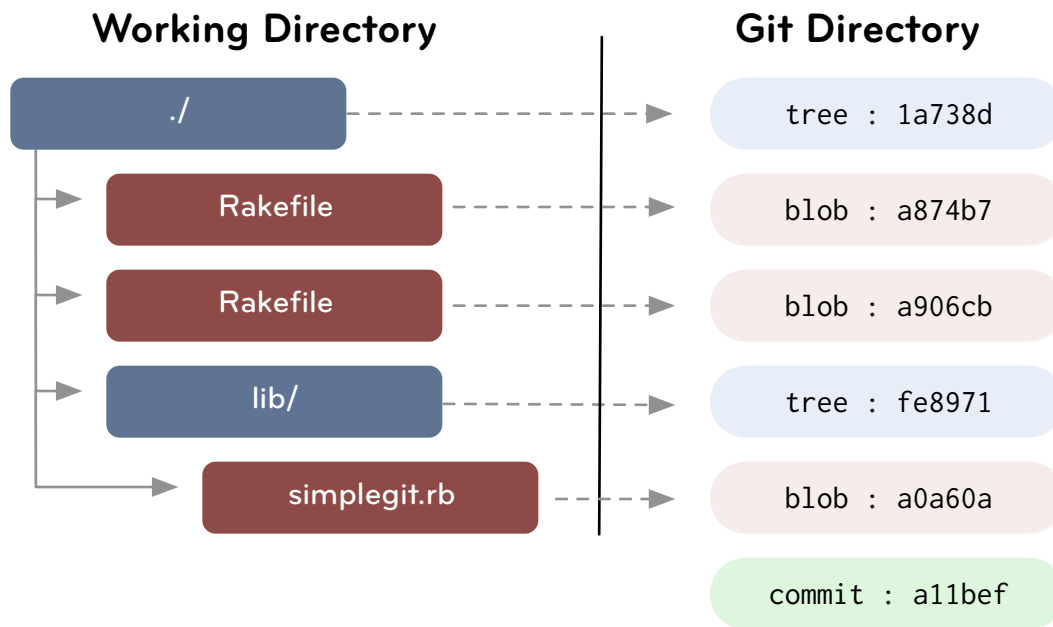 Working Directory Git Directory
./ tree : 1a738d
Rakefile blob : a874b7
Rakefile blob : a906cb
lib/ tree : fe8971
simplegit.rb blob : a0a60a
commit : a11bef